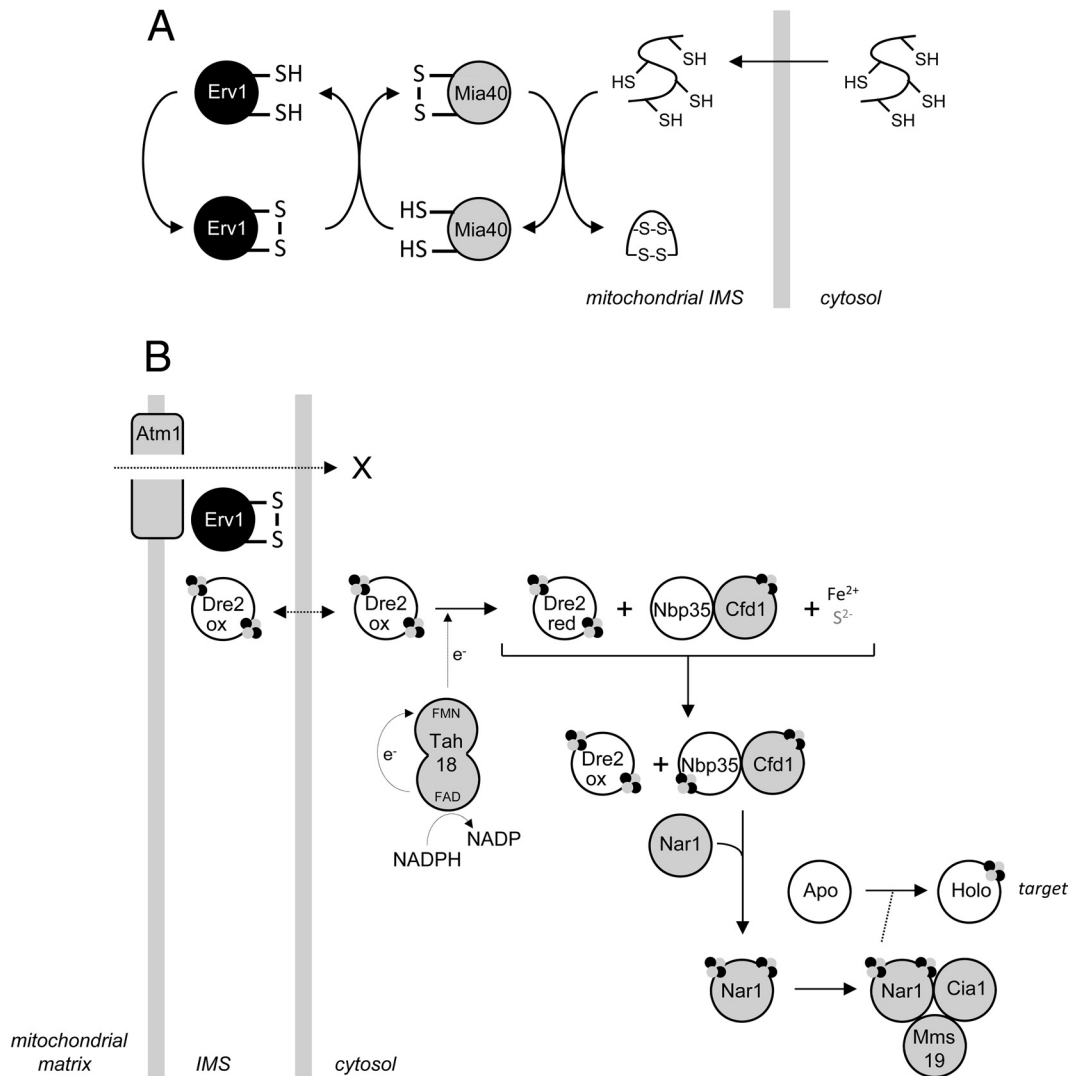 A
Erv1
SH
SH
S
S
Mia40
SH
HS
SH
SH
SH
HS
SH
SH
Erv1
S
S
HS
HS
Mia40
-S-S-
-S-S-
mitochondrial IMS
cytosol
B
Atm1
X
Erv1
S
S
Dre2
ox
Dre2
ox
Dre2
red
+
Nbp35
Cfd1
+
Fe2+
S2-
e-
FMN
Tah
18
FAD
e-
NADPH
NADP
Dre2
ox
+
Nbp35
Cfd1
Nar1
Apo
Holo
target
Nar1
Nar1
Cia1
Mms
19
mitochondrial
matrix
IMS
cytosol